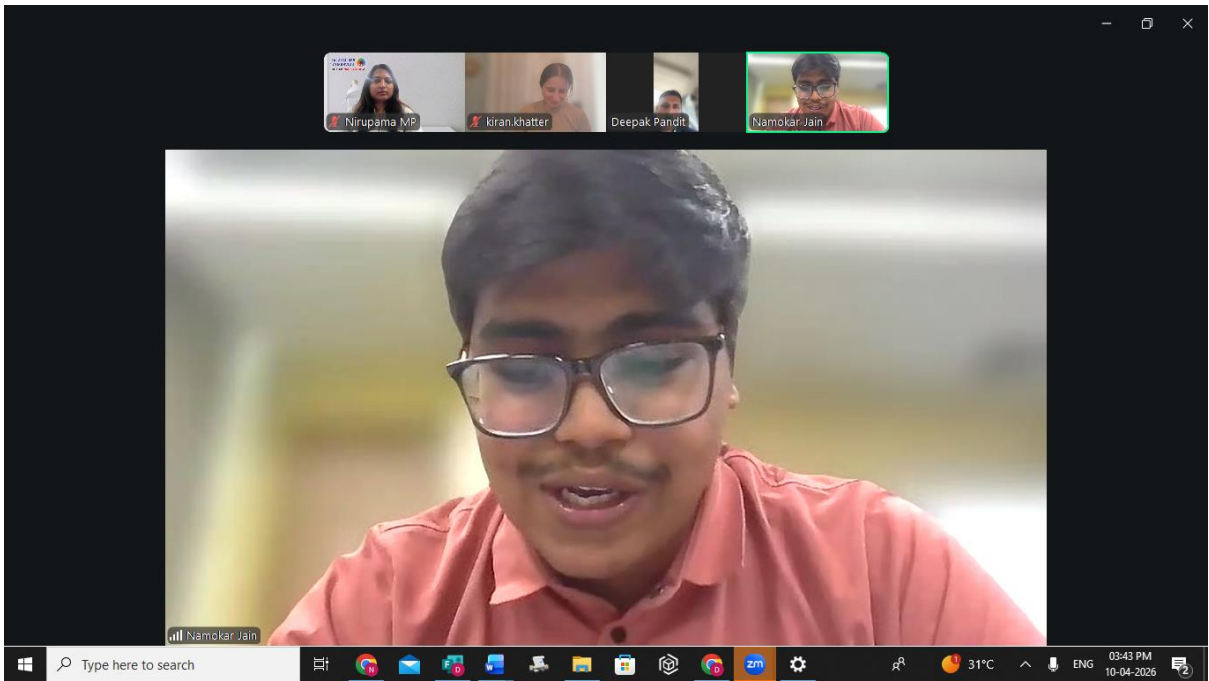 Nirupama MP
kiran.khatter
Deepak Pandit
Namokar Jain
Namokar Jain
Type here to search
zm
31°C
ENG
03:43 PM
10-04-2026